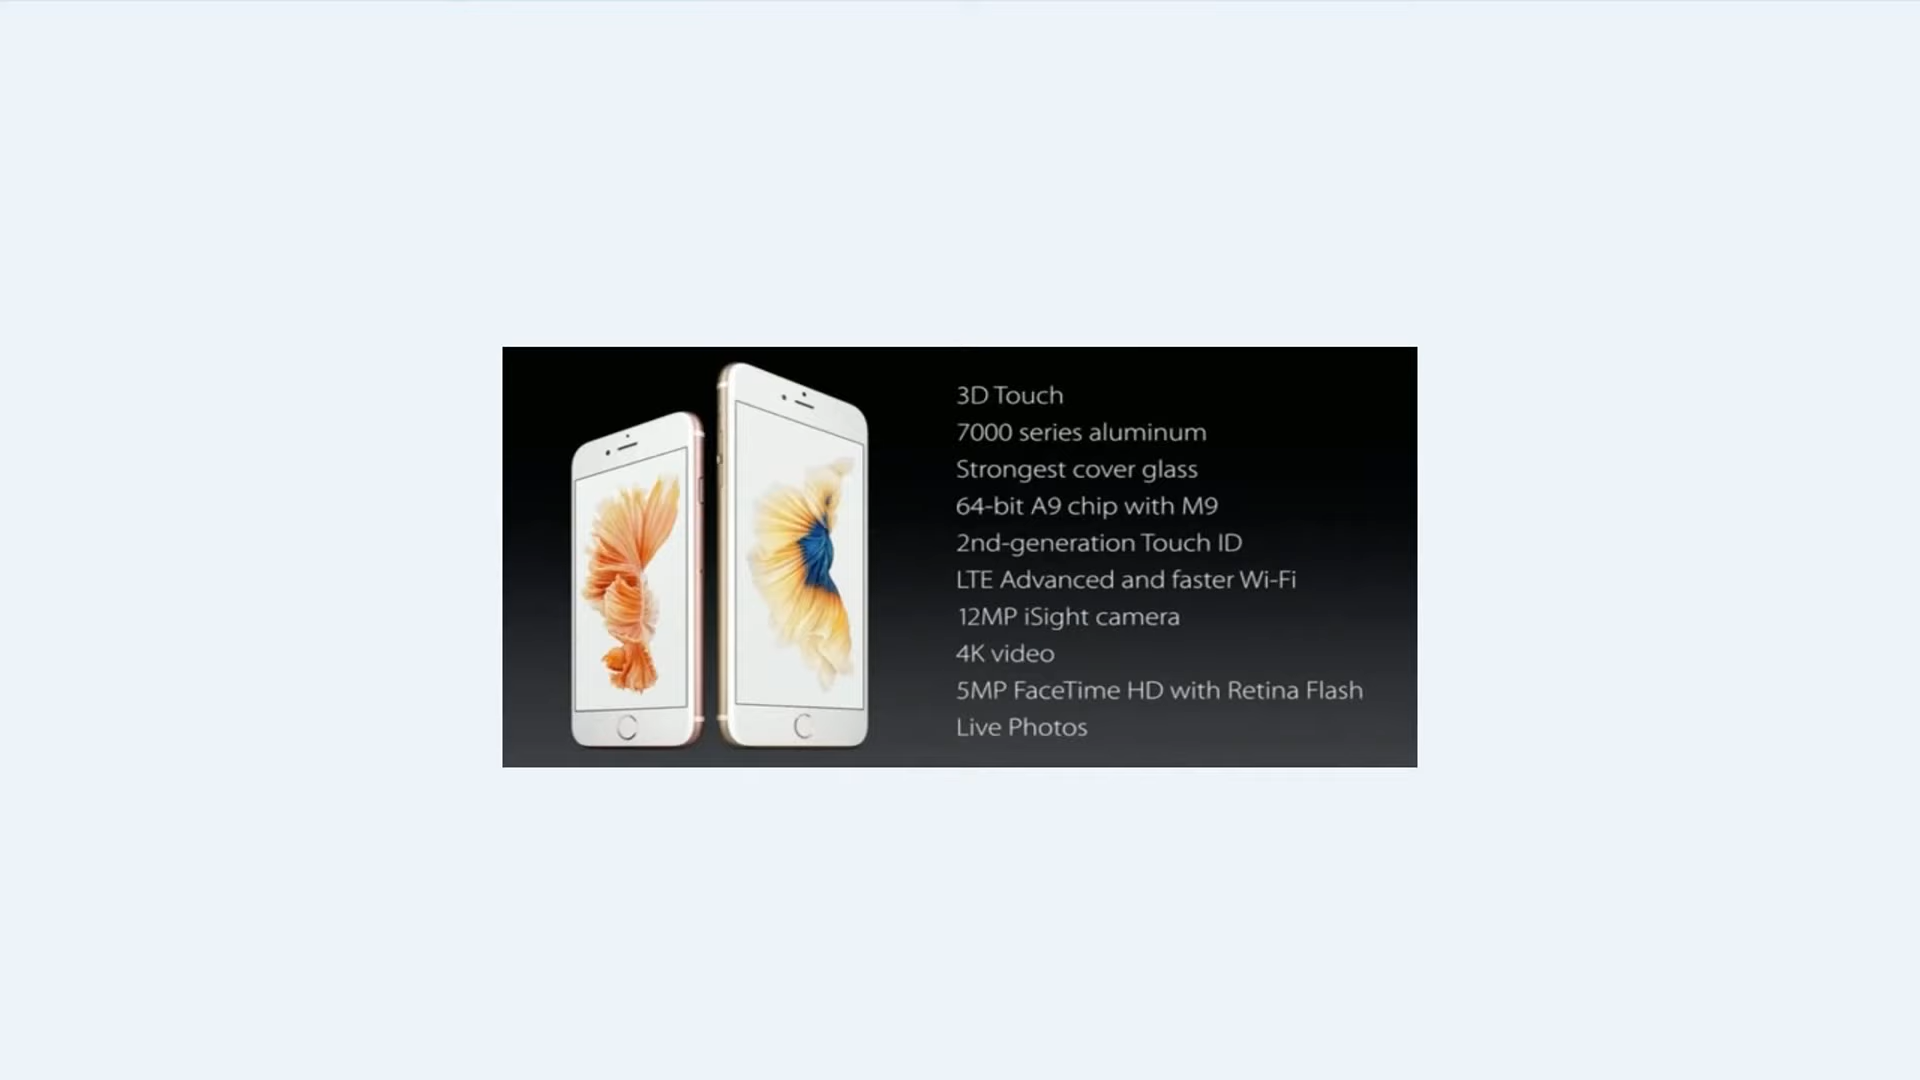 3D Touch
7000 series aluminum
Strongest cover glass
64-bit A9 chip with M9
2nd-generation Touch ID
LTE Advanced and faster Wi-Fi
12MP iSight camera
4K video
5MP FaceTime HD with Retina Flash
Live Photos